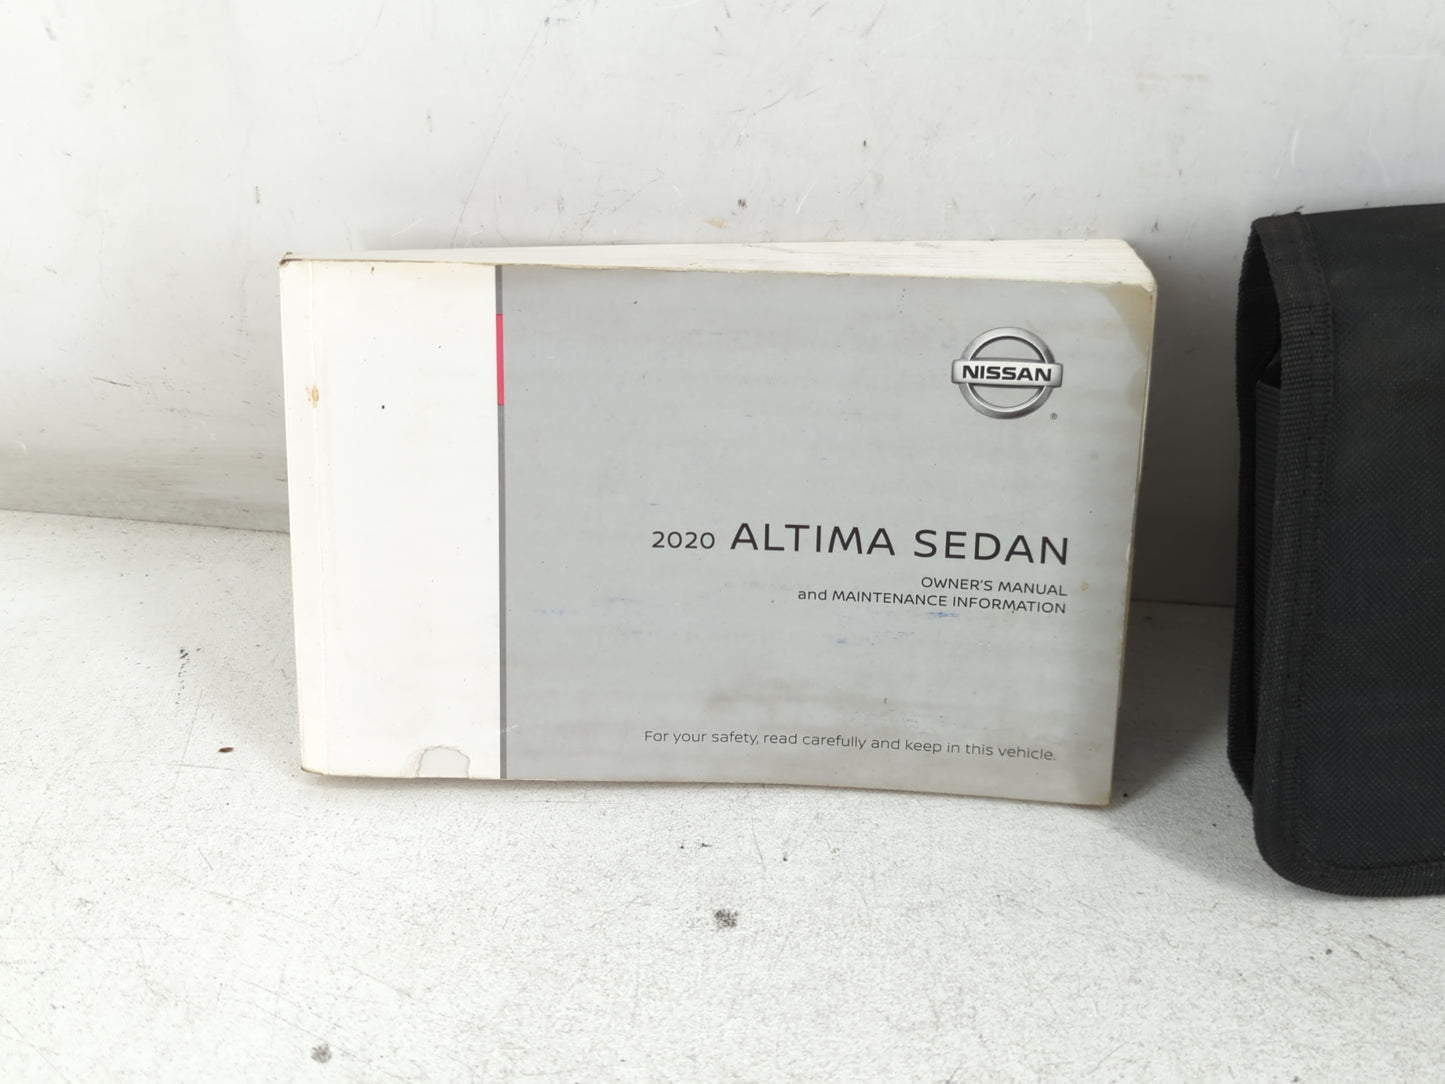 NISSAN
®
2020 ALTIMA SEDAN
OWNER'S MANUAL
and MAINTENANCE INFORMATION
For your safety, read carefully and keep in this vehicle.